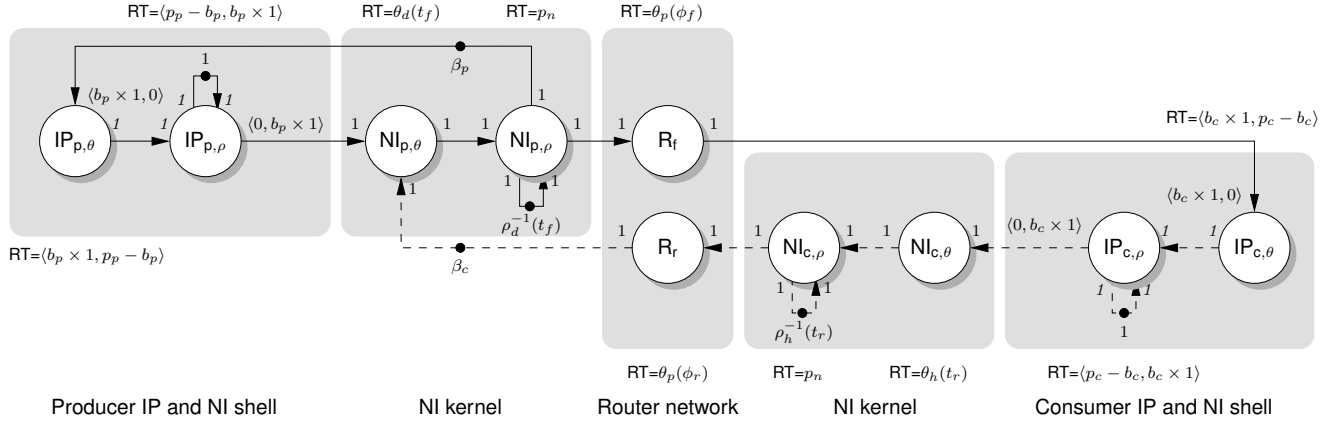 RT=⟨p_p − b_p, b_p × 1⟩ RT=θ_d(t_f) RT=p_n RT=θ_p(ϕ_f)
1 β_p
⟨b_p × 1, 0⟩ 1 1 ⟨0, b_p × 1⟩ 1 RT=⟨b_c × 1, p_c − b_c⟩
IP_p,θ 1 1 IP_p,ρ 1 NI_p,θ 1 1 NI_p,ρ 1 1 R_f 1
1 1 1 ⟨b_c × 1, 0⟩
ρ_d^−1(t_f) ⟨0, b_c × 1⟩
RT=⟨b_p × 1, p_p − b_p⟩ β_c 1 R_r 1 1 NI_c,ρ 1 1 NI_c,θ 1 IP_c,ρ 1 1 IP_c,θ
1 1 1 1
ρ_h^−1(t_r) 1
RT=θ_p(ϕ_r) RT=p_n RT=θ_h(t_r) RT=⟨p_c − b_c, b_c × 1⟩
Producer IP and NI shell NI kernel Router network NI kernel Consumer IP and NI shell